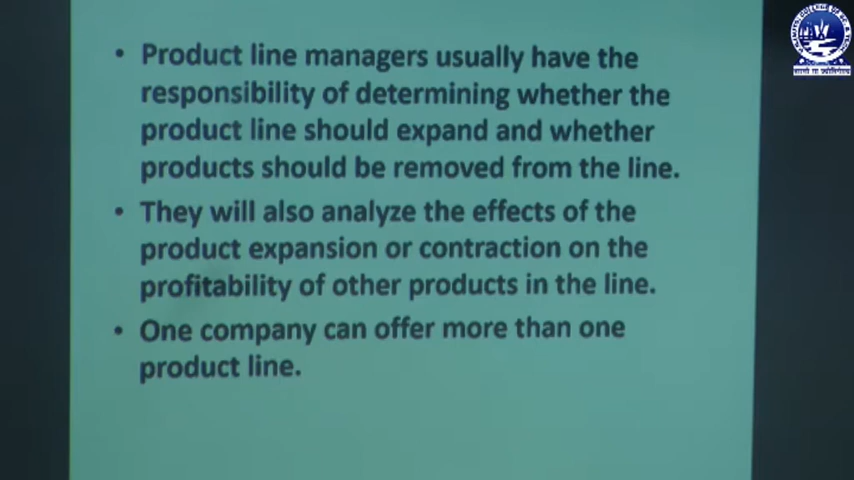 • Product line managers usually have the
responsibility of determining whether the
product line should expand and whether
products should be removed from the line.
• They will also analyze the effects of the
product expansion or contraction on the
profitability of other products in the line.
• One company can offer more than one
product line.